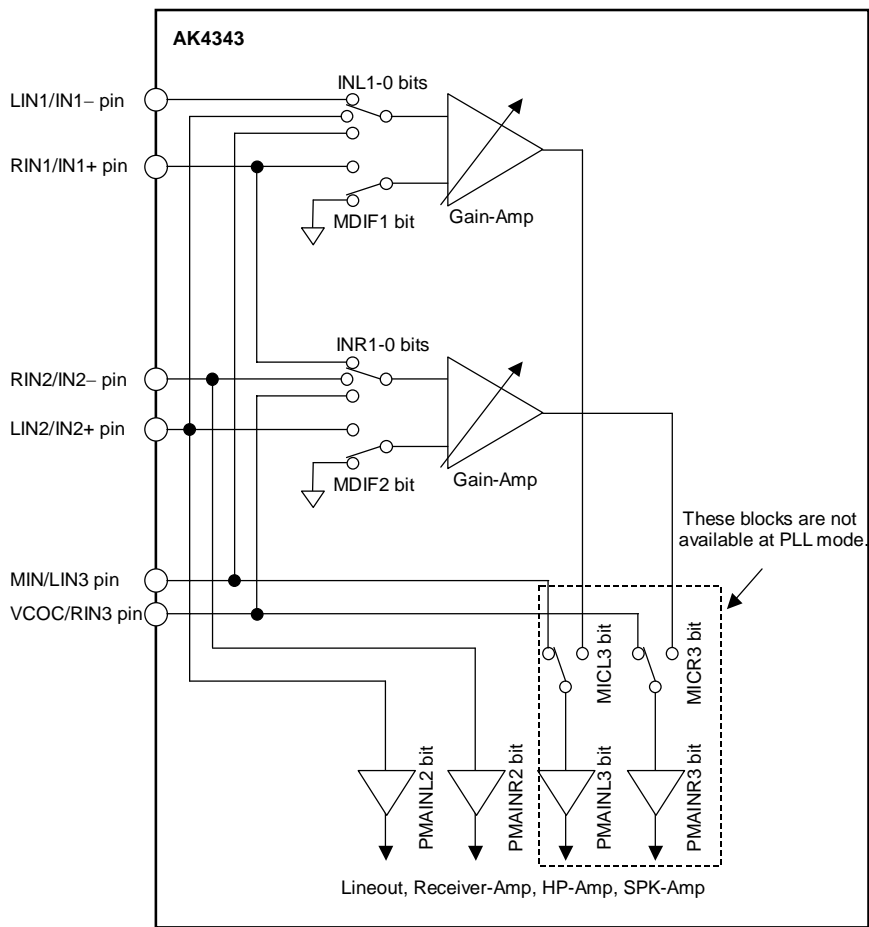 AK4343
INL1-0 bits
LIN1/IN1− pin
RIN1/IN1+ pin
MDIF1 bit
Gain-Amp
INR1-0 bits
RIN2/IN2− pin
LIN2/IN2+ pin
MDIF2 bit
Gain-Amp
These blocks are not
available at PLL mode.
MIN/LIN3 pin
VCOC/RIN3 pin
MICL3 bit
MICR3 bit
PMAINL2 bit
PMAINR2 bit
PMAINL3 bit
PMAINR3 bit
Lineout, Receiver-Amp, HP-Amp, SPK-Amp